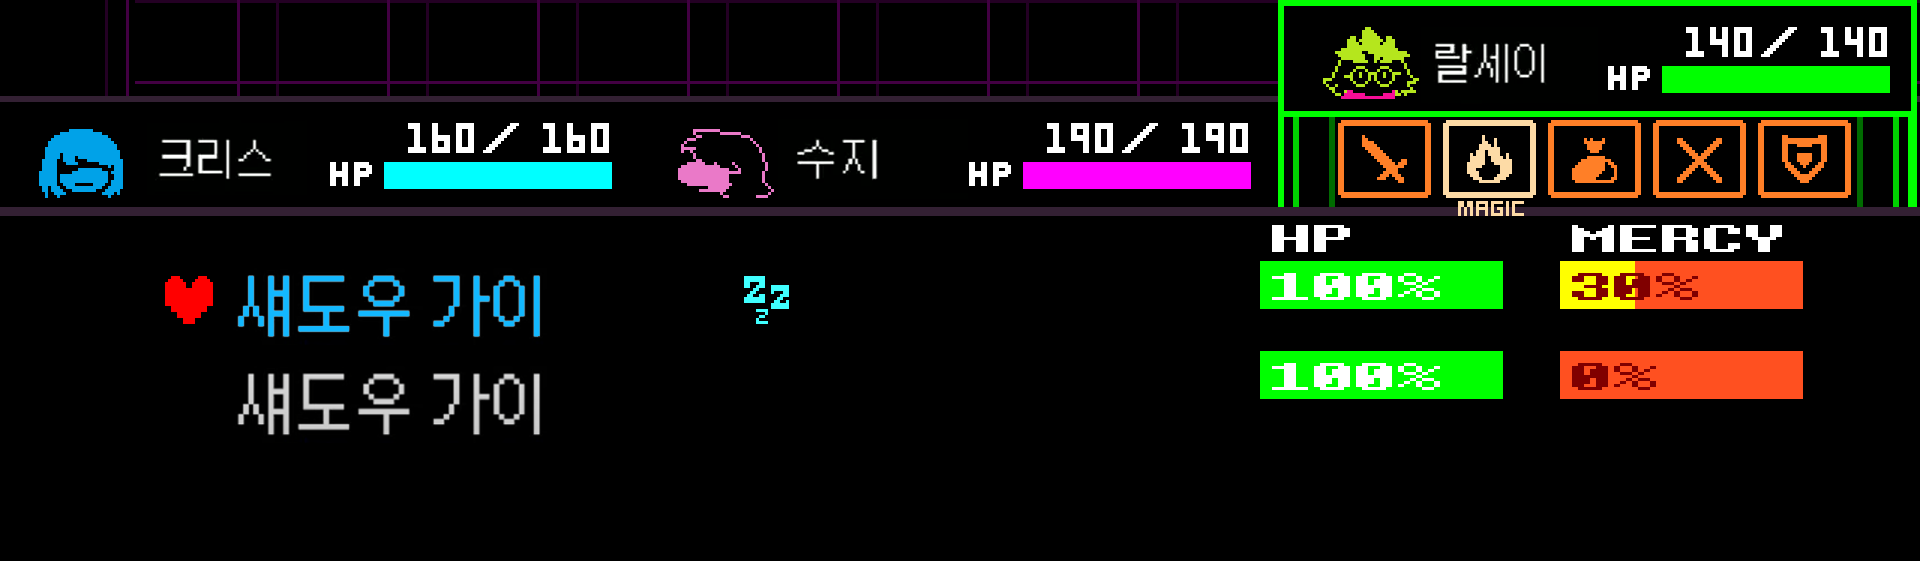 랄세이 HP 140/ 140
크리스 HP 160/ 160
수지 HP 190/ 190
MAGIC
HP MERCY
섀도우 가이 zzz 100% 30%
섀도우 가이 100% 0%